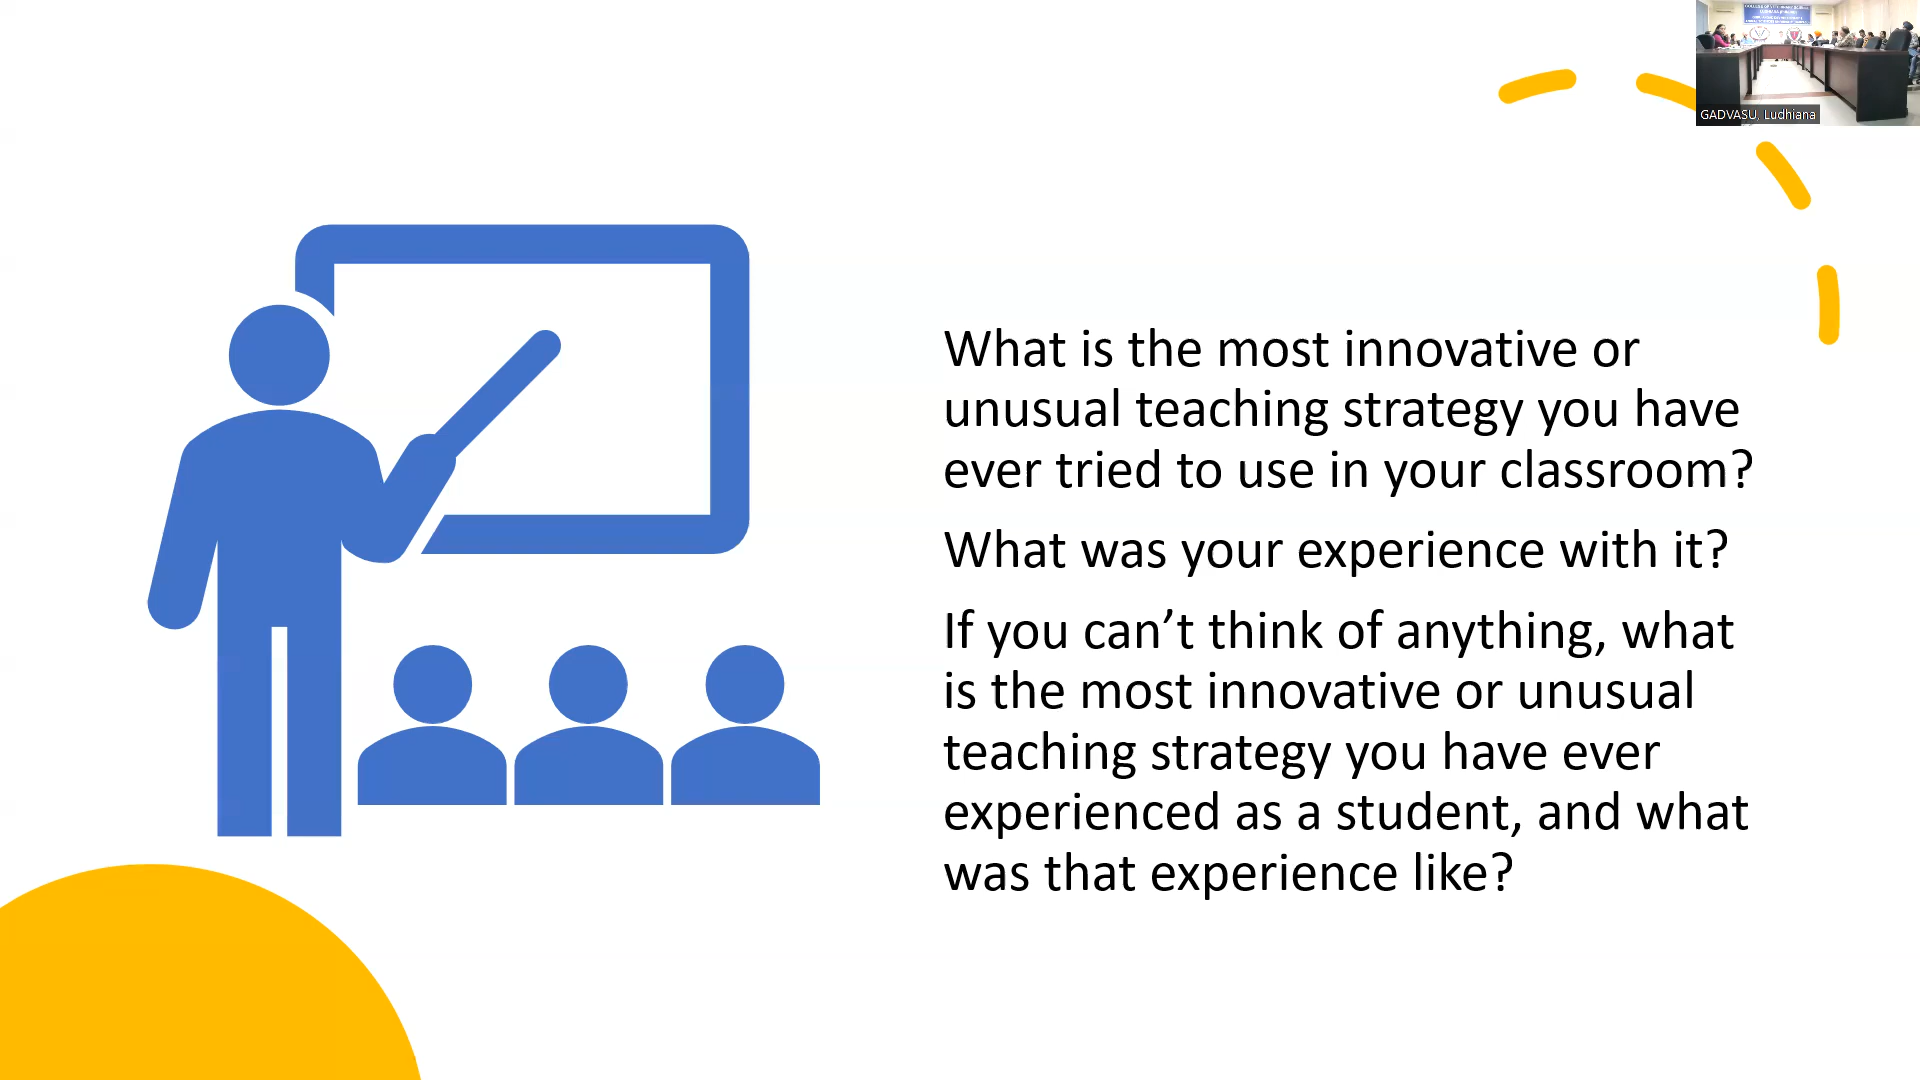 What is the most innovative or
unusual teaching strategy you have
ever tried to use in your classroom?
What was your experience with it?
If you can’t think of anything, what
is the most innovative or unusual
teaching strategy you have ever
experienced as a student, and what
was that experience like?
GADVASU, Ludhiana